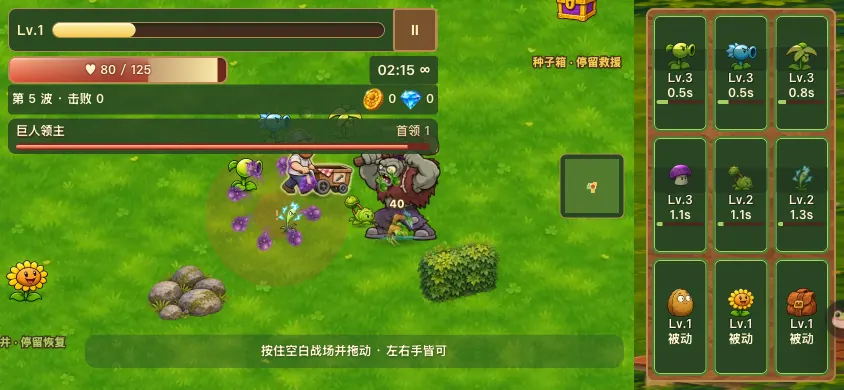 Lv.1
80 / 125
02:15 ∞
第 5 波 · 击败 0
0
0
巨人领主
首领 1
40
种子箱 · 停留救援
井 · 停留恢复
按住空白战场并拖动 · 左右手皆可
Lv.3
0.5s
Lv.3
0.5s
Lv.3
0.8s
Lv.3
1.1s
Lv.2
1.1s
Lv.2
1.3s
Lv.1
被动
Lv.1
被动
Lv.1
被动